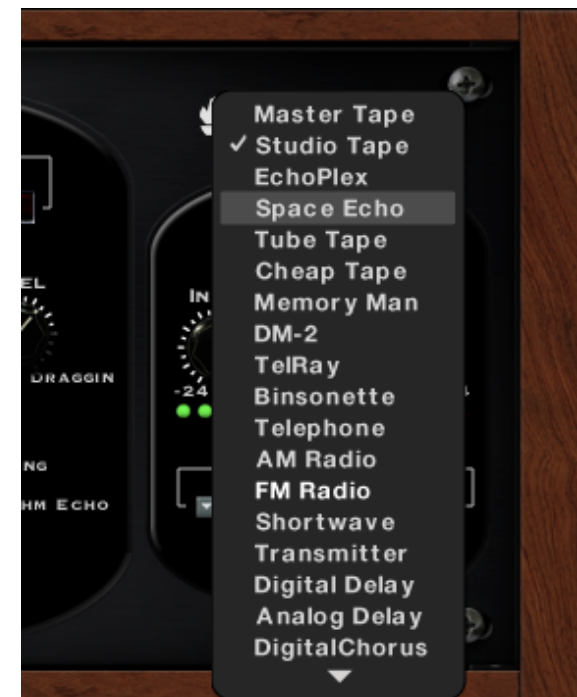 Master Tape
✓ Studio Tape
EchoPlex
Space Echo
Tube Tape
Cheap Tape
Memory Man
DM-2
TelRay
Binsonette
Telephone
AM Radio
FM Radio
Shortwave
Transmitter
Digital Delay
Analog Delay
DigitalChorus
EL
DRAGGIN
NG
HM ECHO
IN
-24